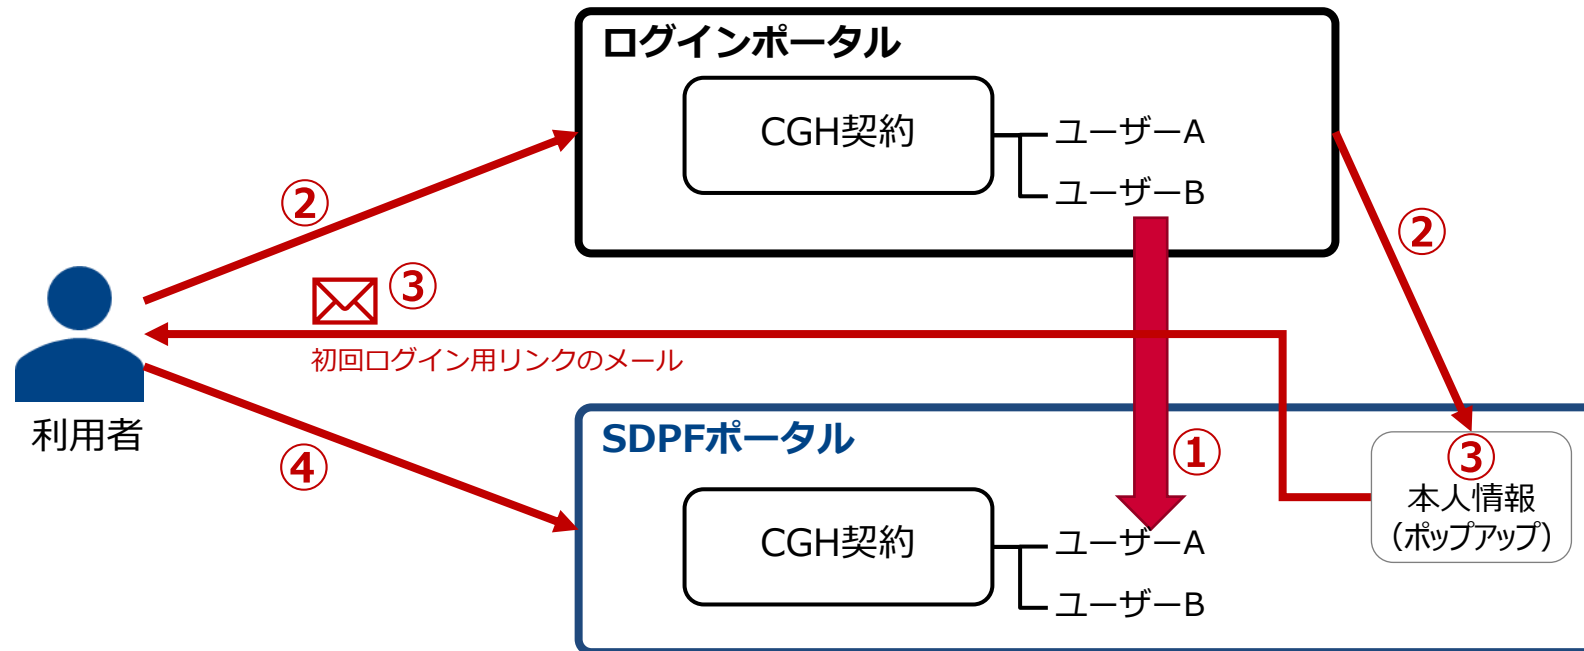 ログインポータル
CGH契約
ユーザーA
ユーザーB
②
②
③
初回ログイン用リンクのメール
利用者
④
SDPFポータル
①
③
本人情報
(ポップアップ)
CGH契約
ユーザーA
ユーザーB